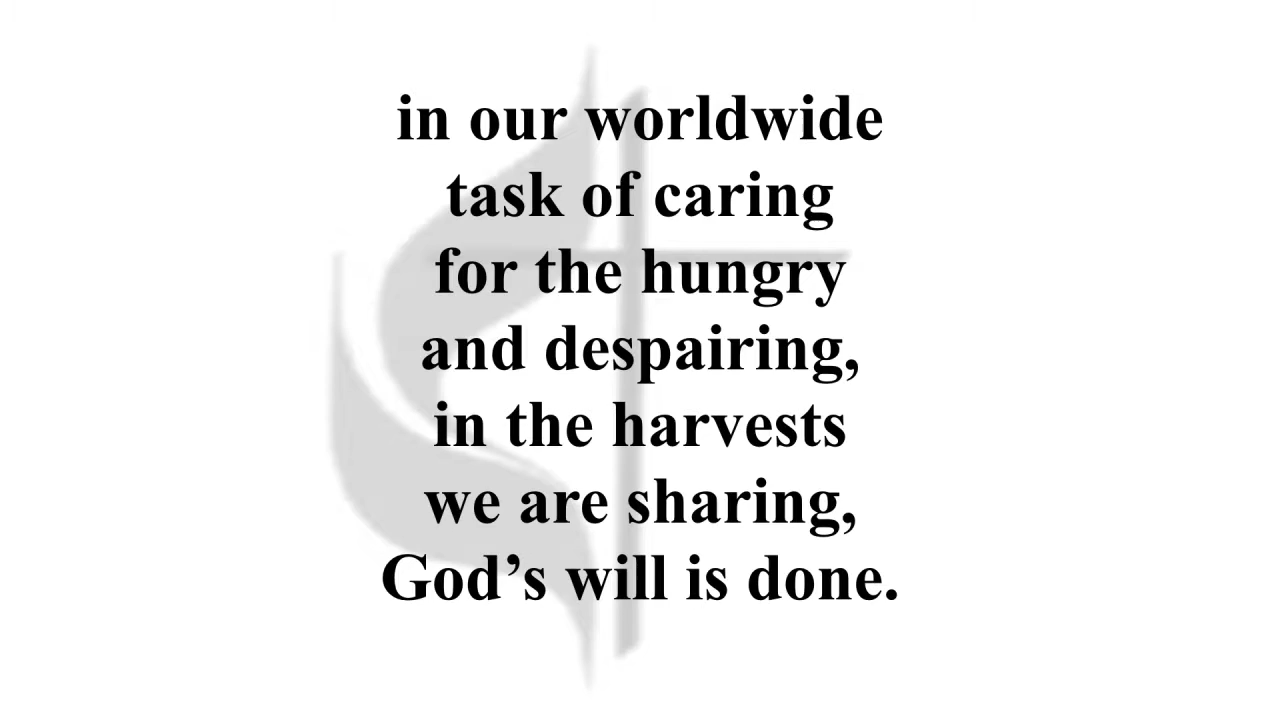 in our worldwide
task of caring
for the hungry
and despairing,
in the harvests
we are sharing,
God’s will is done.